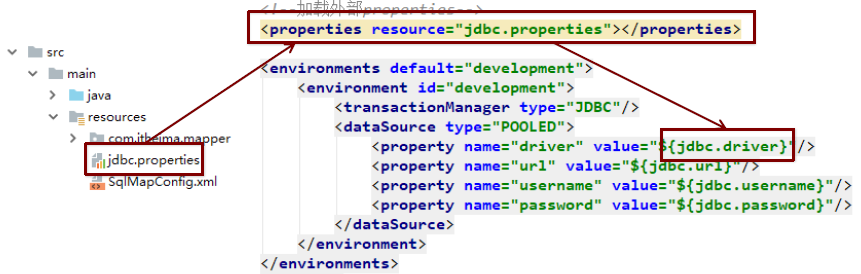 src
main
java
resources
com.itheima.mapper
jdbc.properties
SqlMapConfig.xml
<!--加载外部properties-->
<properties resource="jdbc.properties"></properties>
<environments default="development">
<environment id="development">
<transactionManager type="JDBC"/>
<dataSource type="POOLED">
<property name="driver" value="${jdbc.driver}"/>
<property name="url" value="${jdbc.url}"/>
<property name="username" value="${jdbc.username}"/>
<property name="password" value="${jdbc.password}"/>
</dataSource>
</environment>
</environments>